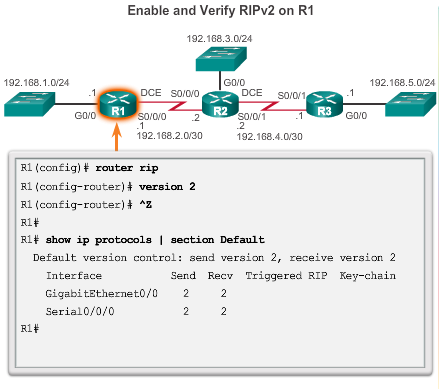 Enable and Verify RIPv2 on R1
192.168.3.0/24
G0/0
192.168.1.0/24
192.168.5.0/24
.1
DCE
S0/0/0
DCE
S0/0/1
.1
G0/0
R1
R2
R3
G0/0
S0/0/0
.2
S0/0/1
.1
.1
.2
192.168.2.0/30
192.168.4.0/30
R1(config)# router rip
R1(config-router)# version 2
R1(config-router)# ^Z
R1#
R1# show ip protocols | section Default
Default version control: send version 2, receive version 2
Interface Send Recv Triggered RIP Key-chain
GigabitEthernet0/0 2 2
Serial0/0/0 2 2
R1#